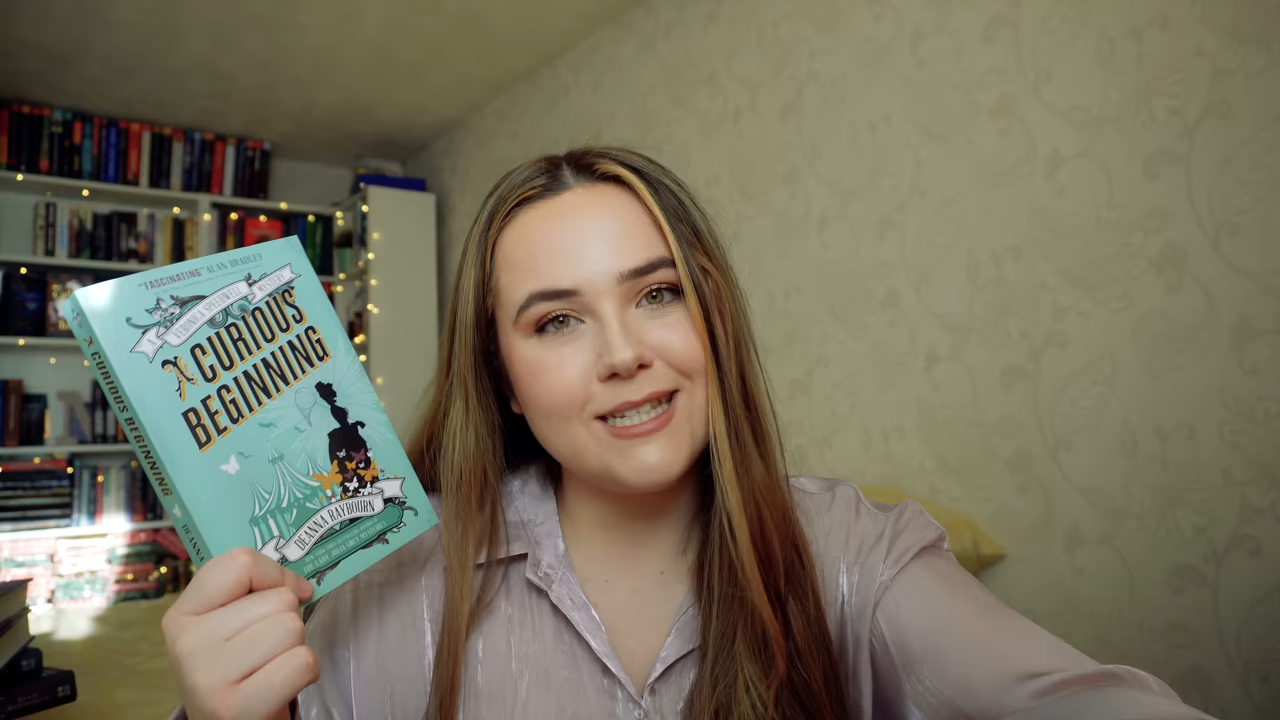 "FASCINATING" ALAN BRADLEY
A VERONICA SPEEDWELL MYSTERY
A CURIOUS
BEGINNING
DEANNA RAYBOURN
THE LADY JULIA GREY MYSTERIES
A CURIOUS BEGINNING
DEANNA